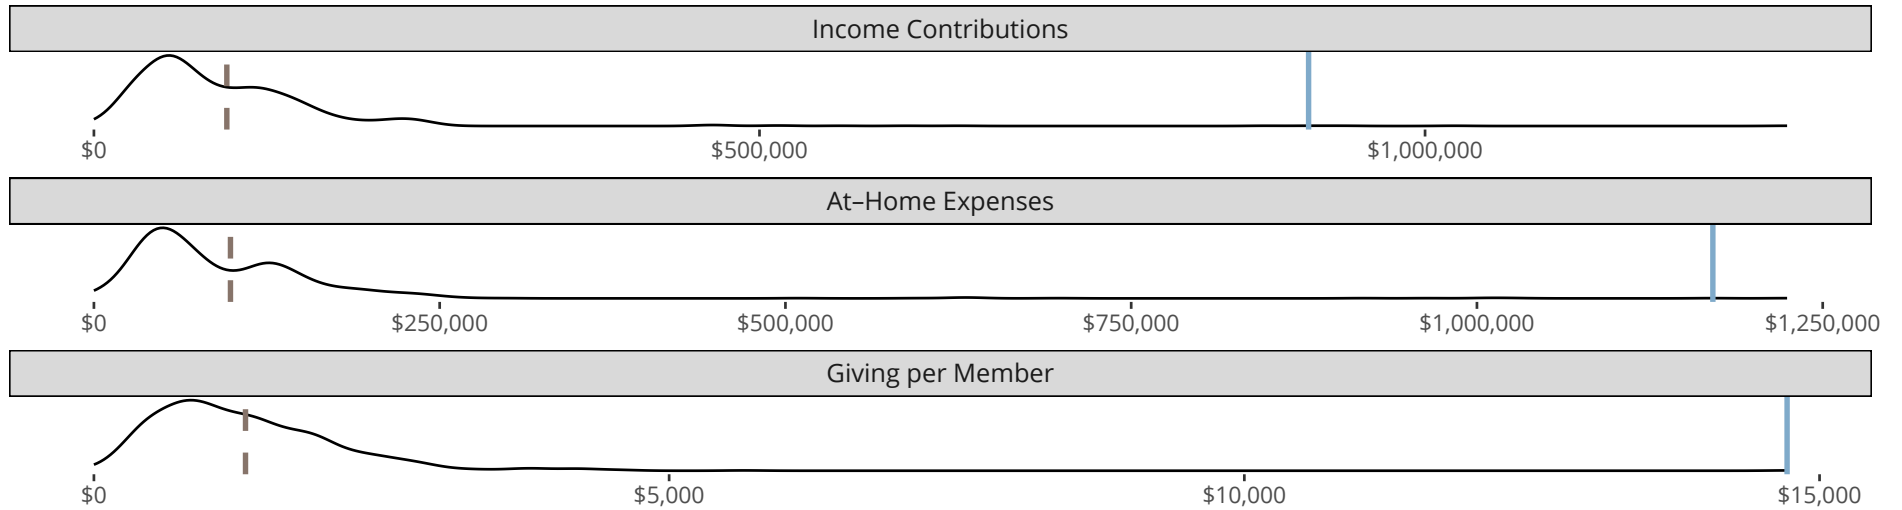 Income Contributions
$0 $500,000 $1,000,000
At–Home Expenses
$0 $250,000 $500,000 $750,000 $1,000,000 $1,250,000
Giving per Member
$0 $5,000 $10,000 $15,000